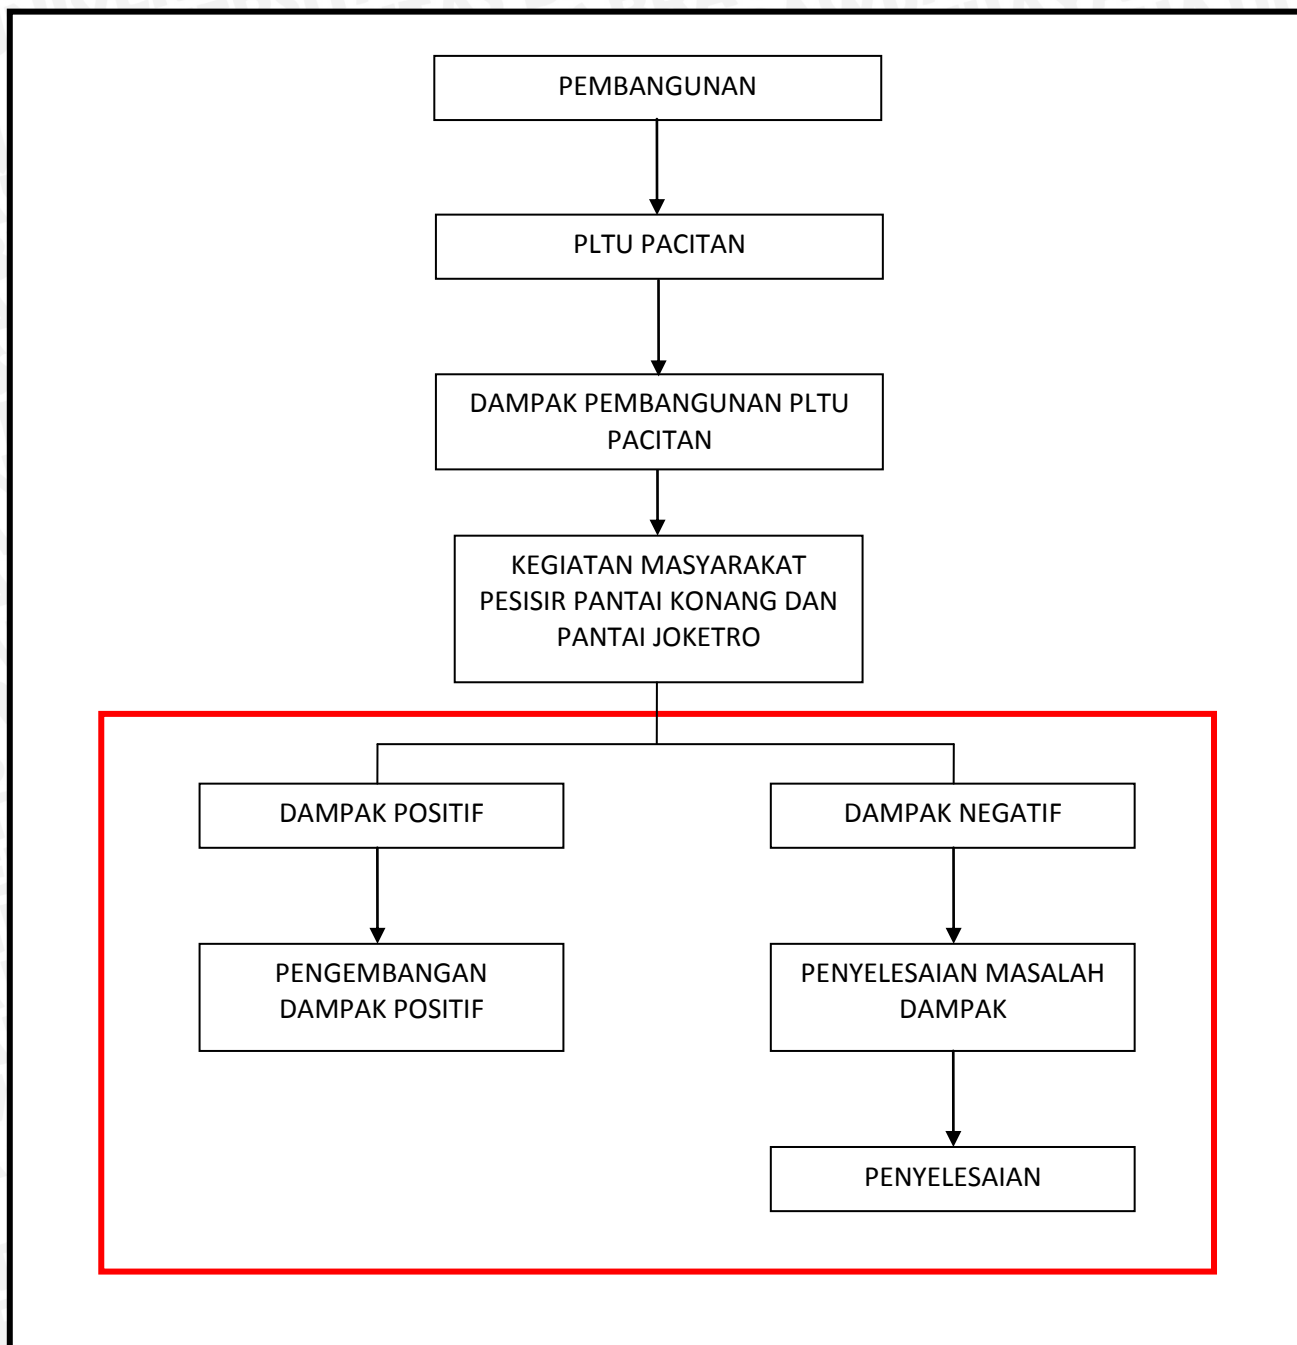 PEMBANGUNAN
PLTU PACITAN
DAMPAK PEMBANGUNAN PLTU
PACITAN
KEGIATAN MASYARAKAT
PESISIR PANTAI KONANG DAN
PANTAI JOKETRO
DAMPAK POSITIF
DAMPAK NEGATIF
PENGEMBANGAN
DAMPAK POSITIF
PENYELESAIAN MASALAH
DAMPAK
PENYELESAIAN